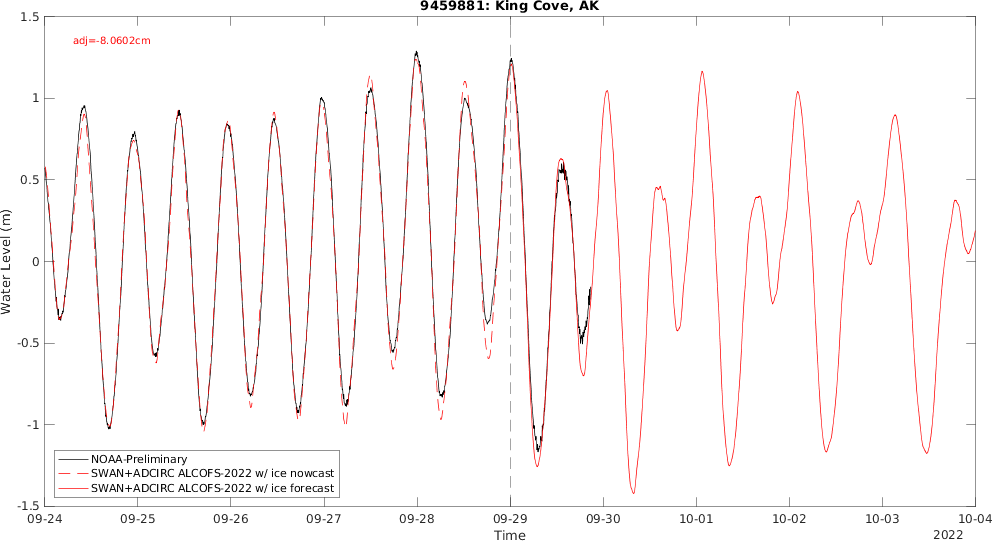 9459881: King Cove, AK
adj=-8.0602cm
Water Level (m)
1.5
1
0.5
0
-0.5
-1
-1.5
NOAA-Preliminary
SWAN+ADCIRC ALCOFS-2022 w/ ice nowcast
SWAN+ADCIRC ALCOFS-2022 w/ ice forecast
09-24 09-25 09-26 09-27 09-28 09-29 09-30 10-01 10-02 10-03 10-04
Time
2022